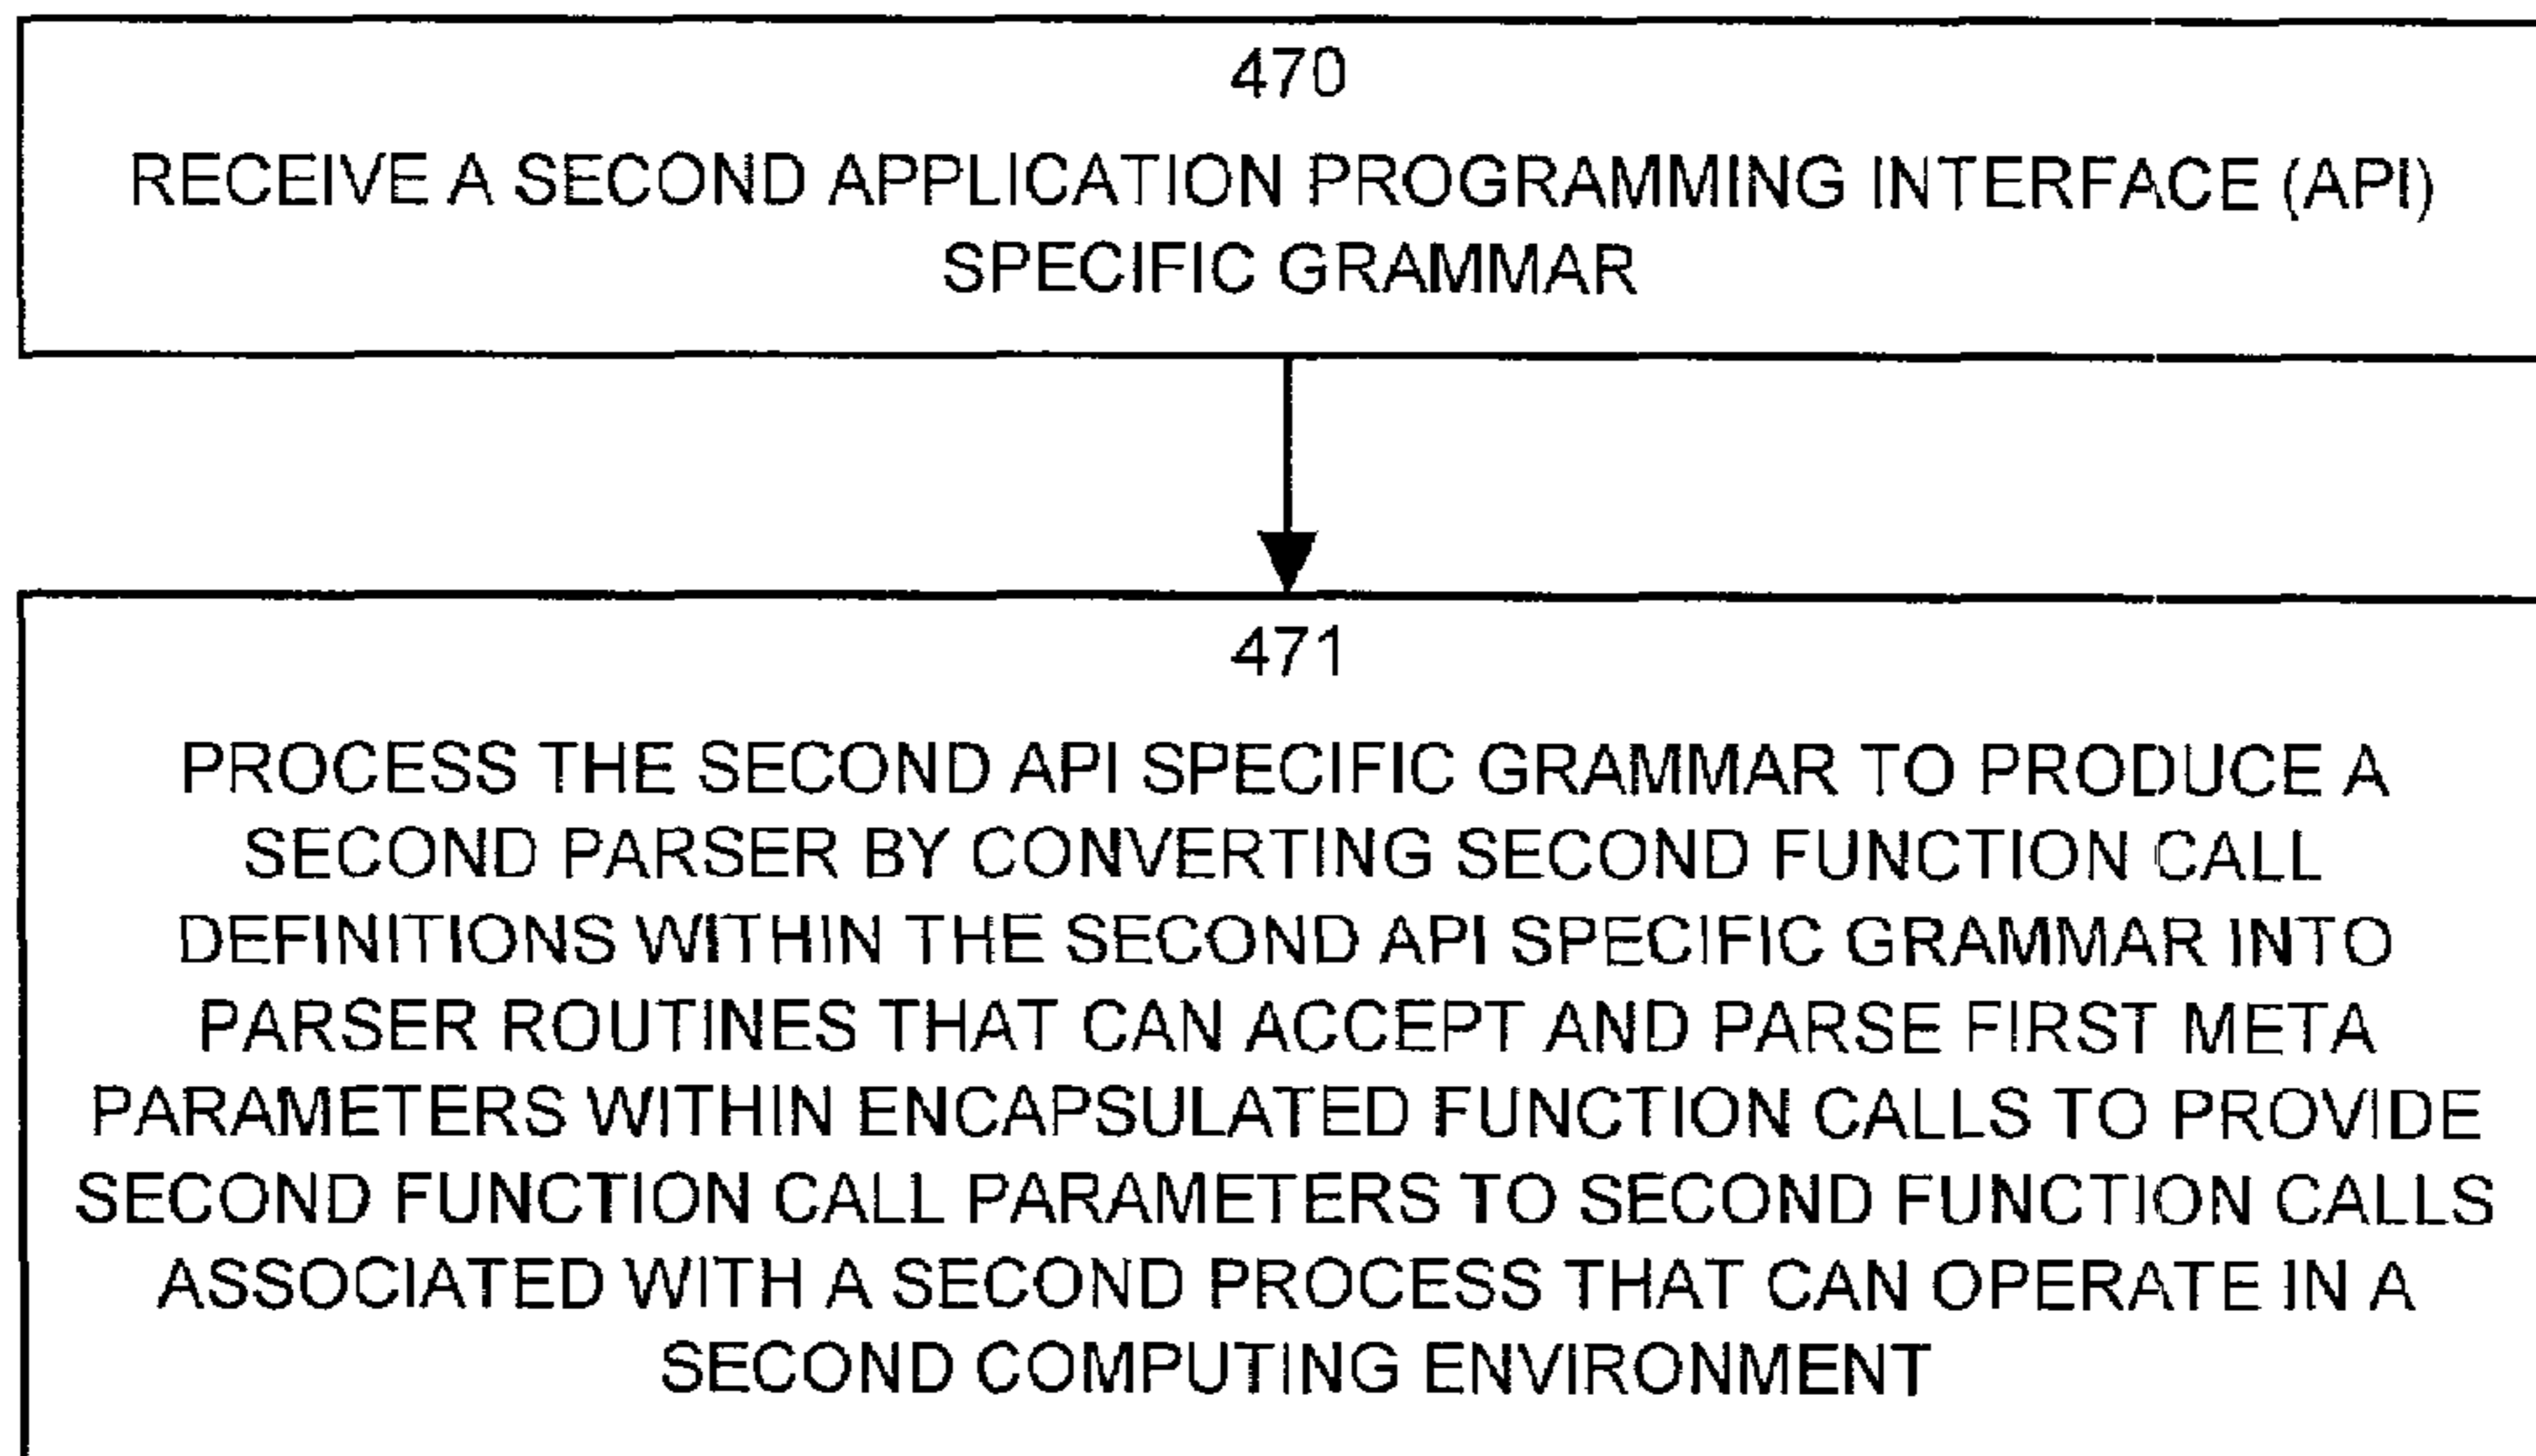 470
RECEIVE A SECOND APPLICATION PROGRAMMING INTERFACE (API)
SPECIFIC GRAMMAR
471
PROCESS THE SECOND API SPECIFIC GRAMMAR TO PRODUCE A
SECOND PARSER BY CONVERTING SECOND FUNCTION CALL
DEFINITIONS WITHIN THE SECOND API SPECIFIC GRAMMAR INTO
PARSER ROUTINES THAT CAN ACCEPT AND PARSE FIRST META
PARAMETERS WITHIN ENCAPSULATED FUNCTION CALLS TO PROVIDE
SECOND FUNCTION CALL PARAMETERS TO SECOND FUNCTION CALLS
ASSOCIATED WITH A SECOND PROCESS THAT CAN OPERATE IN A
SECOND COMPUTING ENVIRONMENT